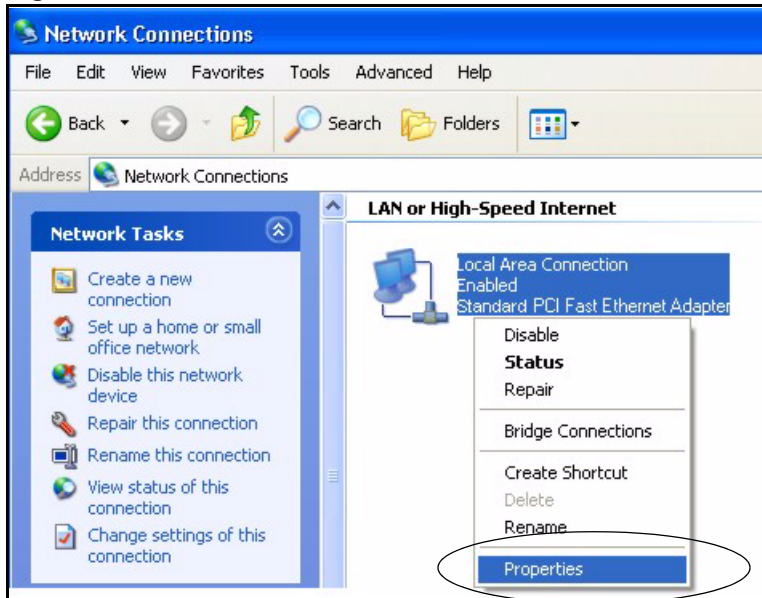 Network Connections
File Edit View Favorites Tools Advanced Help
Back Search Folders
Address Network Connections
Network Tasks
Create a new
connection
Set up a home or small
office network
Disable this network
device
Repair this connection
Rename this connection
View status of this
connection
Change settings of this
connection
LAN or High-Speed Internet
Local Area Connection
Enabled
Standard PCI Fast Ethernet Adapter
Disable
Status
Repair
Bridge Connections
Create Shortcut
Delete
Rename
Properties